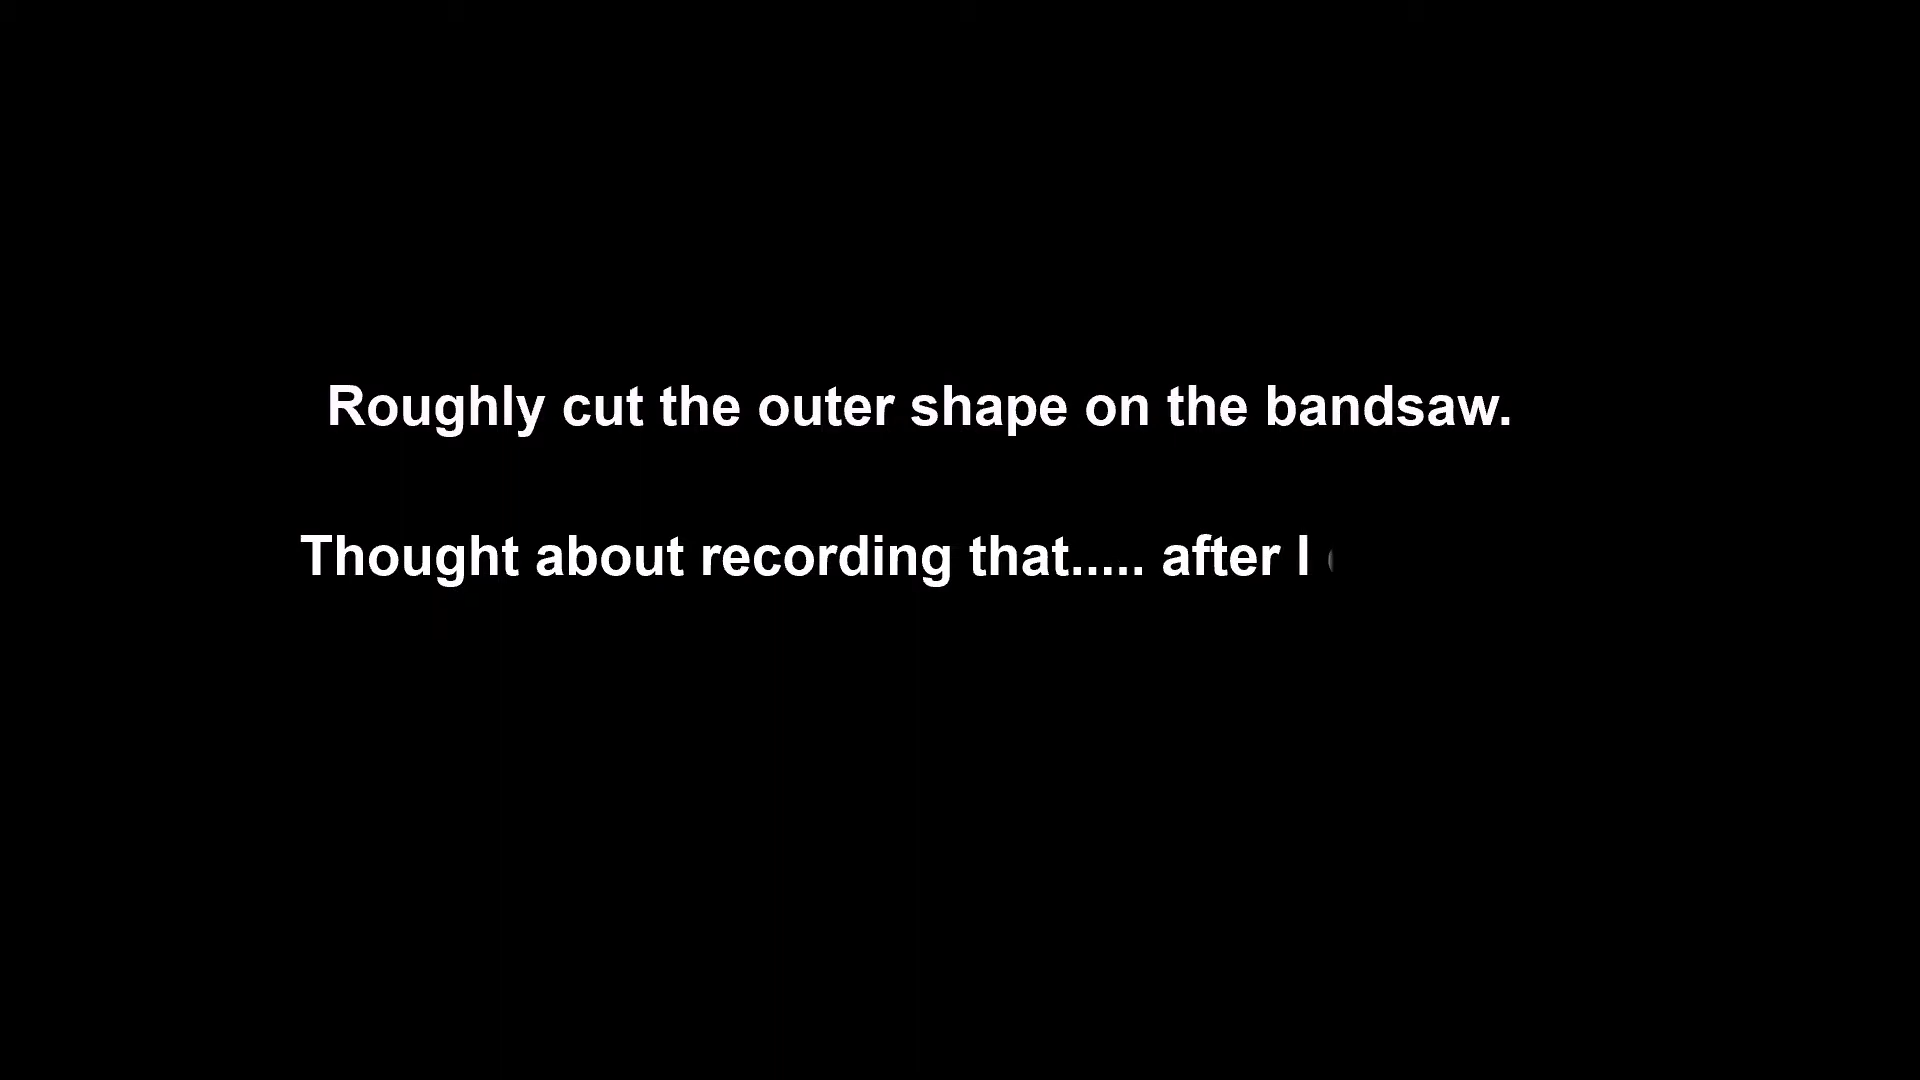 Roughly cut the outer shape on the bandsaw.
Thought about recording that..... after I